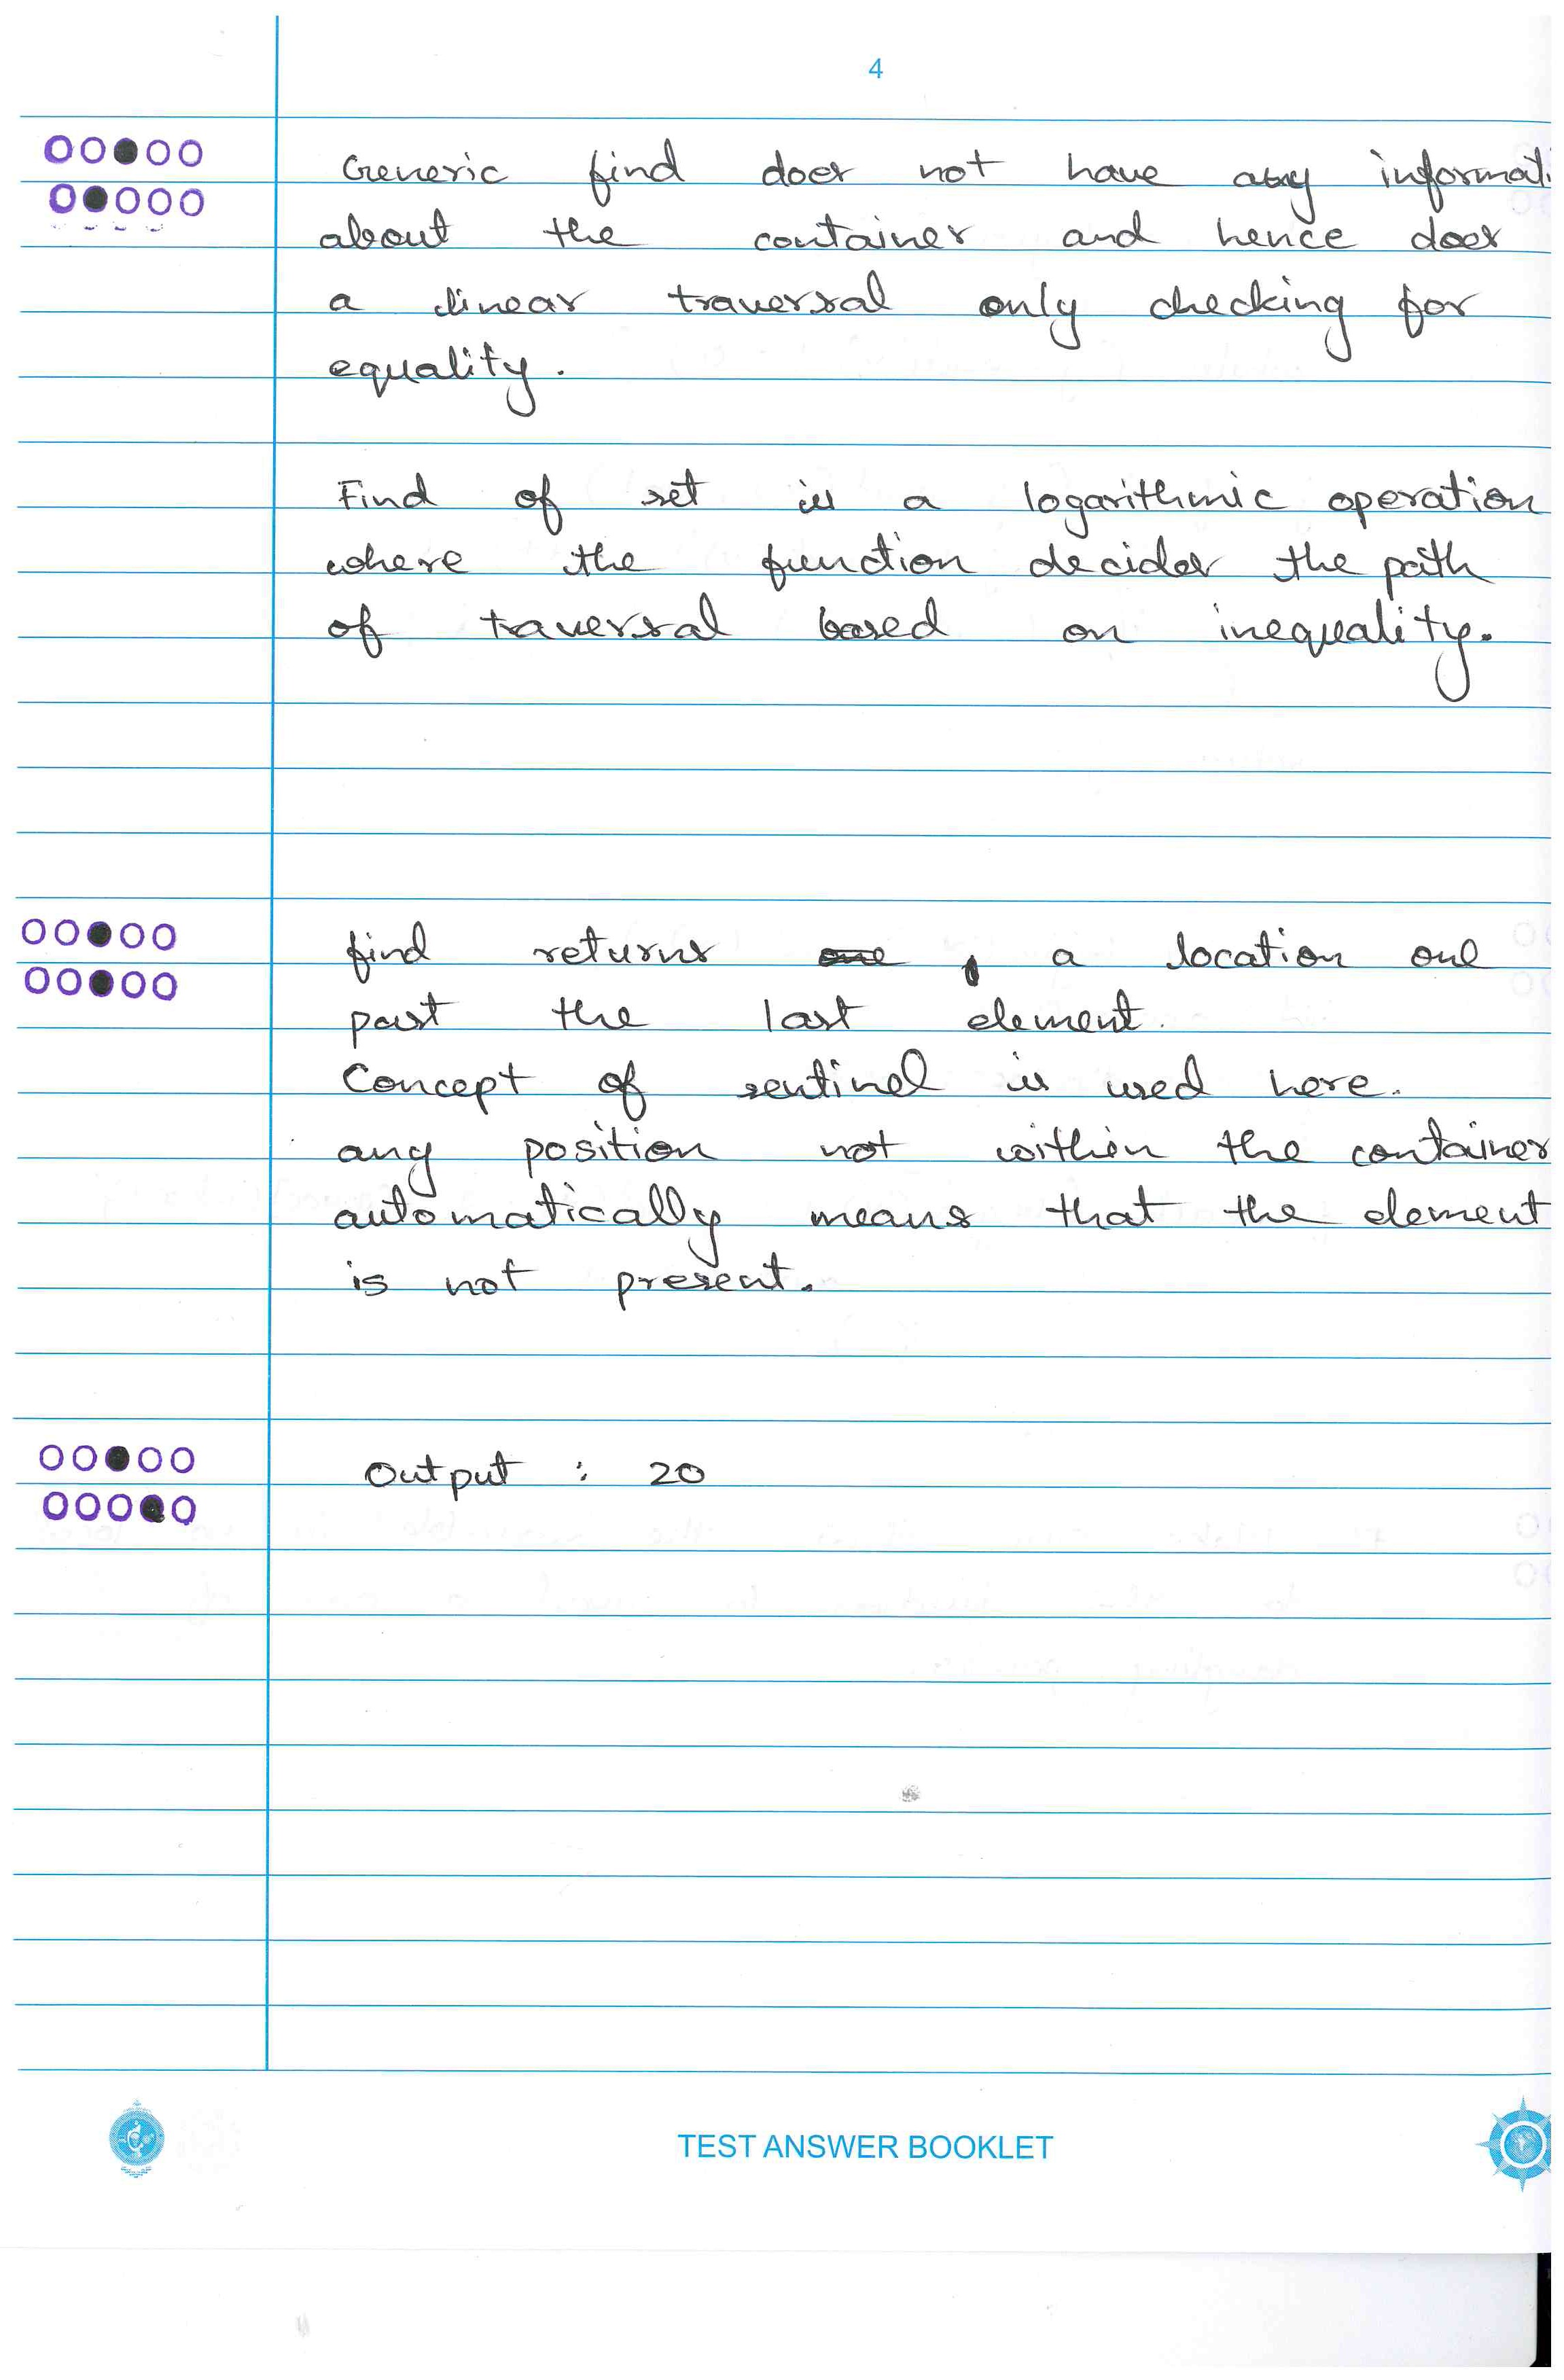 4
Generic find does not have any informati
about the container and hence does
a linear traversal only checking for
equality.
Find of set is a logarithmic operation
where the function decides the path
of traversal based on inequality.
find returns one a location one
past the last element.
Concept of sentinel is used here.
any position not within the container
automatically means that the element
is not present.
Output : 20
TEST ANSWER BOOKLET